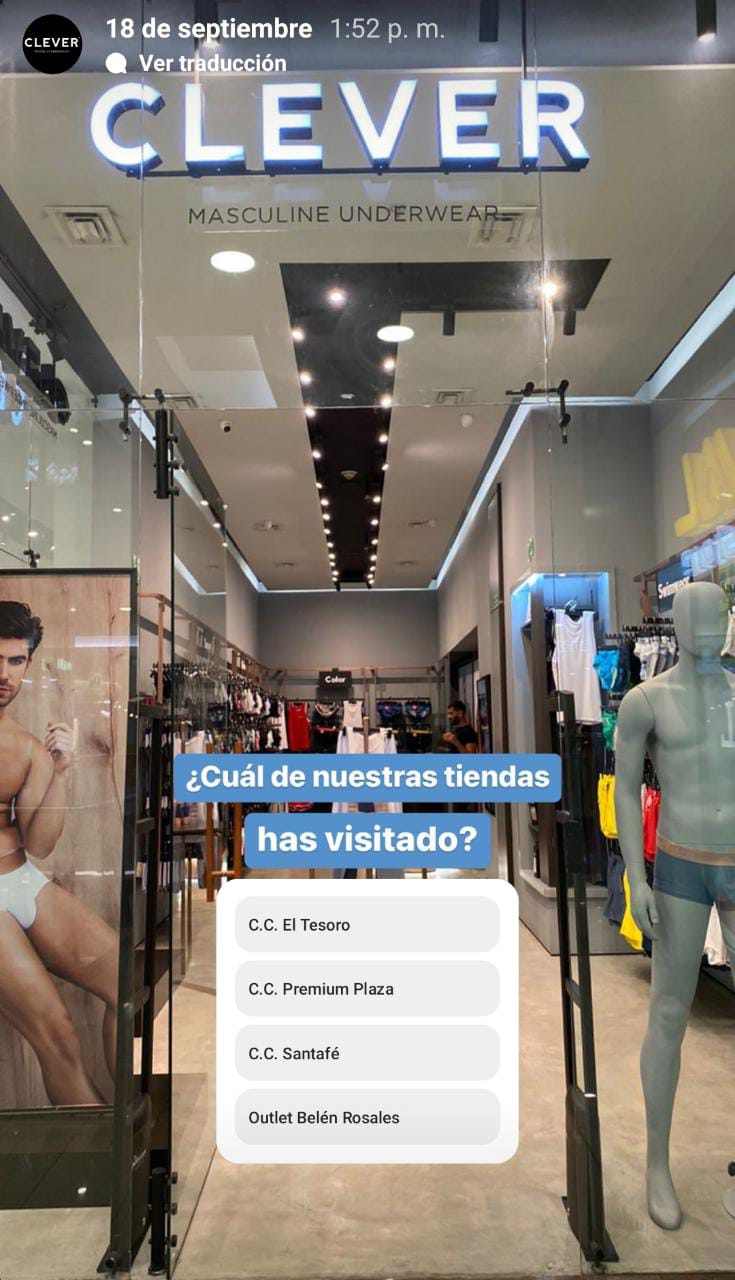 CLEVER
18 de septiembre 1:52 p. m.
Ver traducción
CLEVER
MASCULINE UNDERWEAR
Swimwear
Color
¿Cuál de nuestras tiendas
has visitado?
C.C. El Tesoro
C.C. Premium Plaza
C.C. Santafé
Outlet Belén Rosales